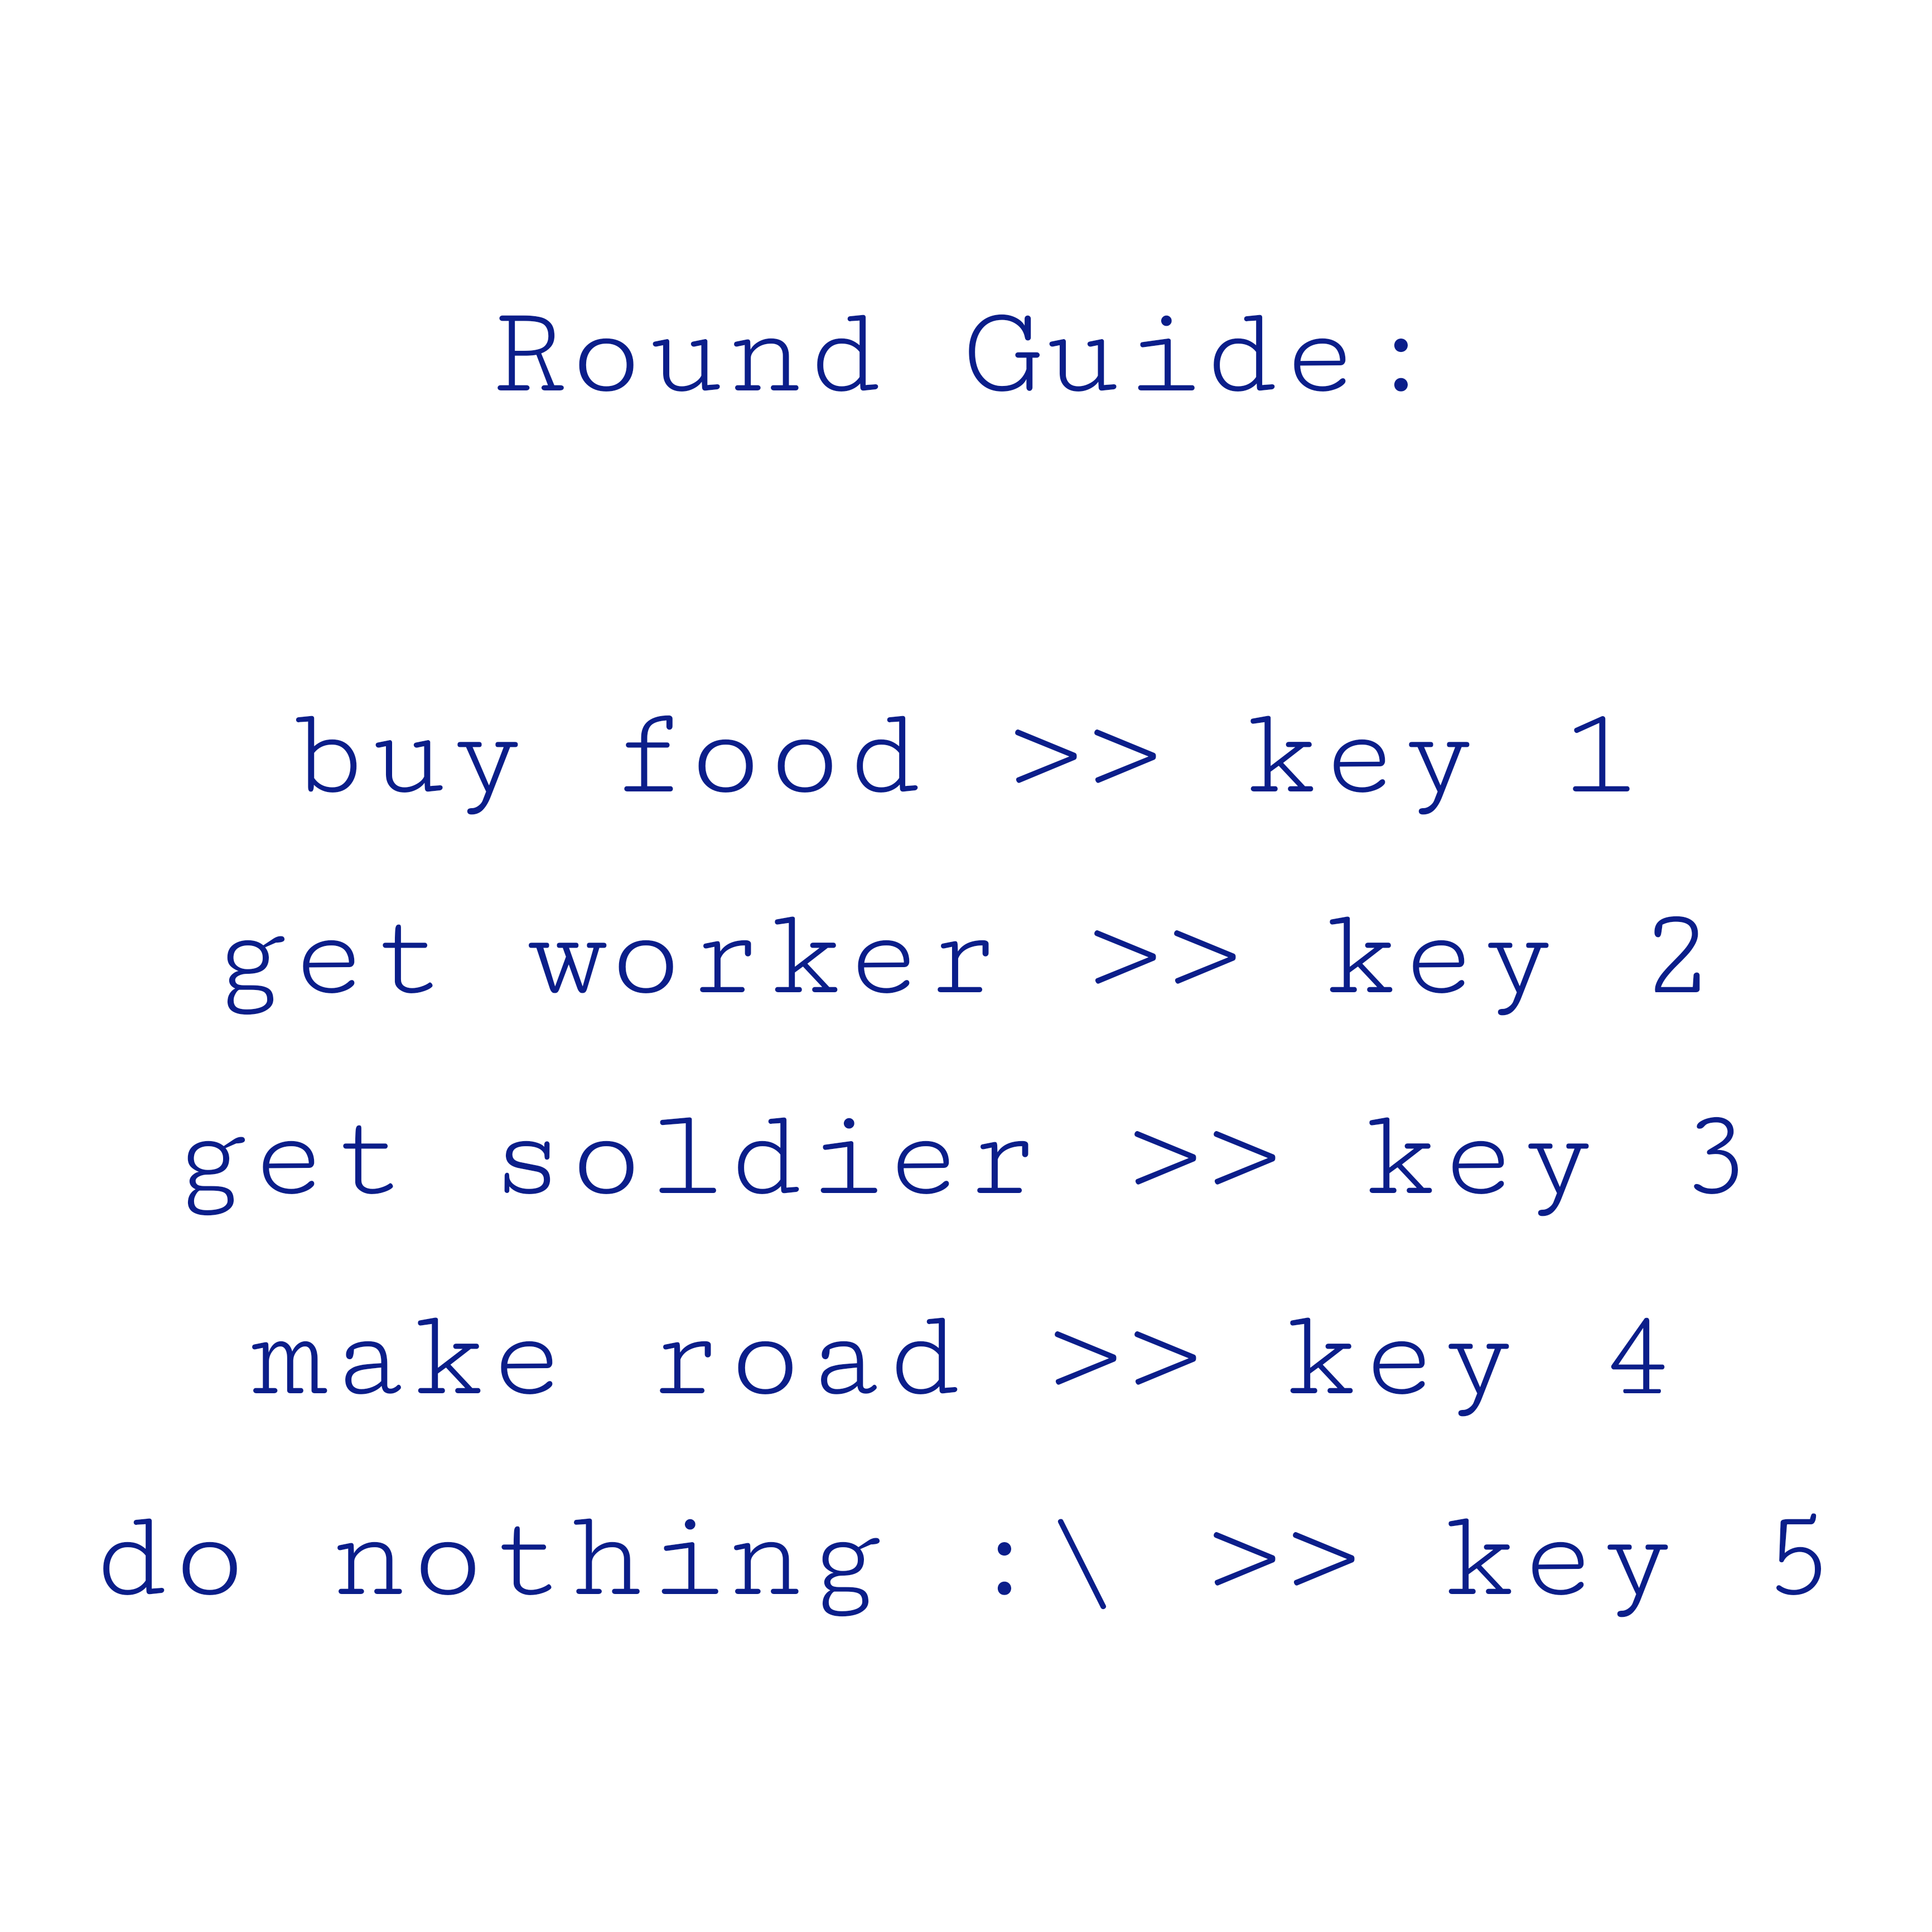 Round Guide:
buy food >> key 1
get worker >> key 2
get soldier >> key 3
make road >> key 4
do nothing :\ >> key 5